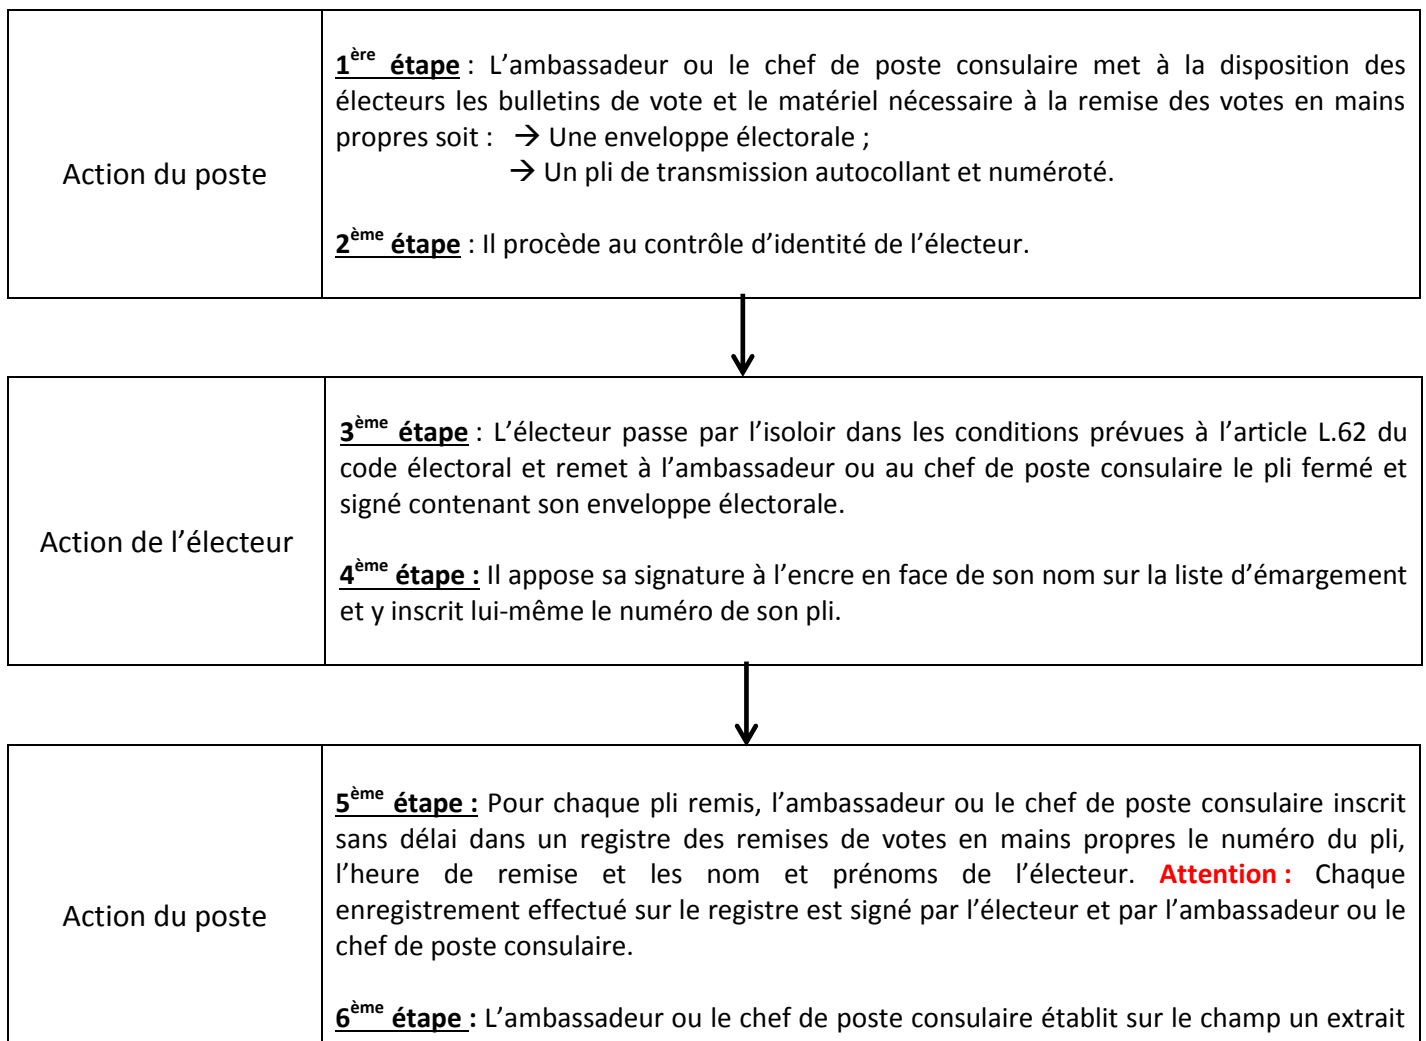 Action du poste
1ère étape : L’ambassadeur ou le chef de poste consulaire met à la disposition des
électeurs les bulletins de vote et le matériel nécessaire à la remise des votes en mains
propres soit : → Une enveloppe électorale ;
→ Un pli de transmission autocollant et numéroté.
2ème étape : Il procède au contrôle d’identité de l’électeur.
Action de l’électeur
3ème étape : L’électeur passe par l’isoloir dans les conditions prévues à l’article L.62 du
code électoral et remet à l’ambassadeur ou au chef de poste consulaire le pli fermé et
signé contenant son enveloppe électorale.
4ème étape : Il appose sa signature à l’encre en face de son nom sur la liste d’émargement
et y inscrit lui-même le numéro de son pli.
Action du poste
5ème étape : Pour chaque pli remis, l’ambassadeur ou le chef de poste consulaire inscrit
sans délai dans un registre des remises de votes en mains propres le numéro du pli,
l’heure de remise et les nom et prénoms de l’électeur. Attention : Chaque
enregistrement effectué sur le registre est signé par l’électeur et par l’ambassadeur ou le
chef de poste consulaire.
6ème étape : L’ambassadeur ou le chef de poste consulaire établit sur le champ un extrait